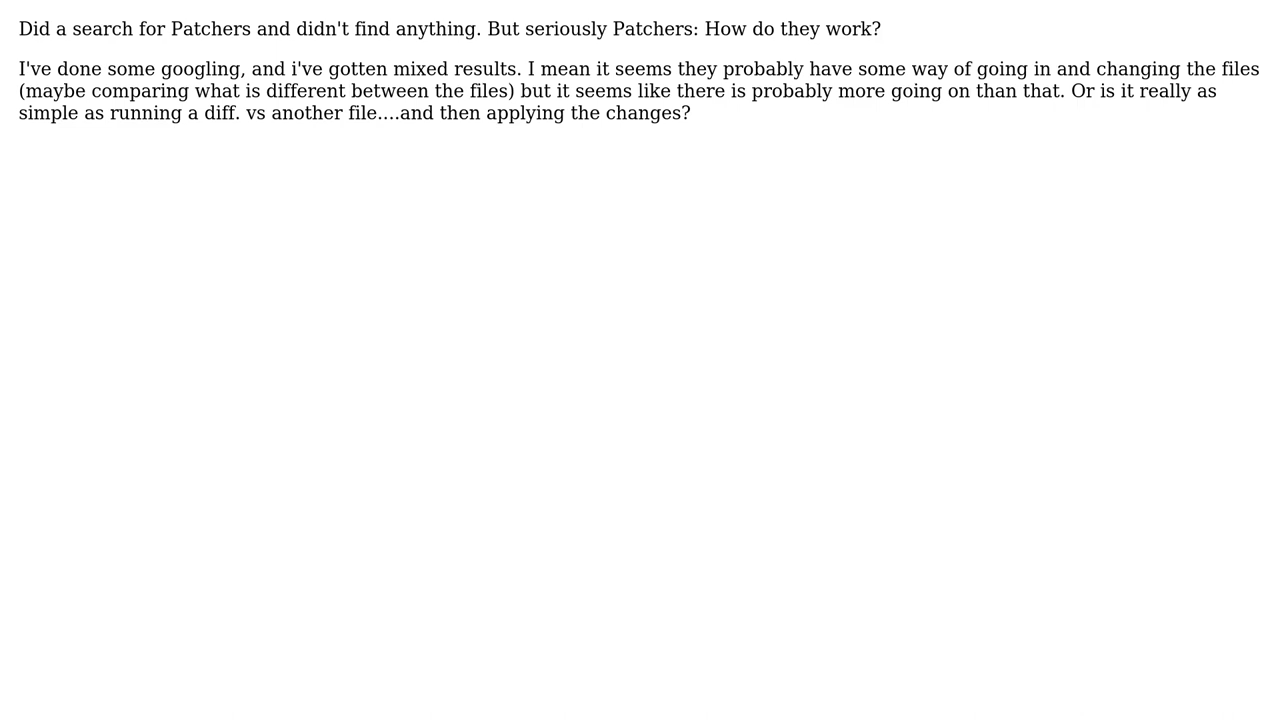 Did a search for Patchers and didn't find anything. But seriously Patchers: How do they work?
I've done some googling, and i've gotten mixed results. I mean it seems they probably have some way of going in and changing the files
(maybe comparing what is different between the files) but it seems like there is probably more going on than that. Or is it really as
simple as running a diff. vs another file....and then applying the changes?